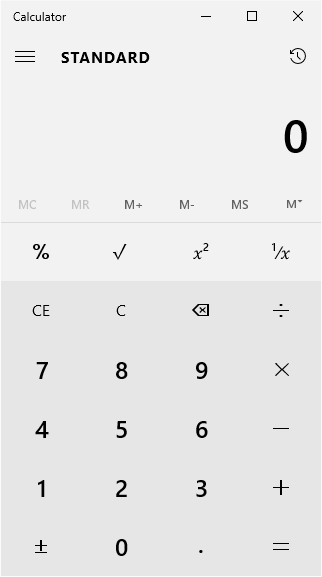 Calculator
STANDARD
0
MC MR M+ M- MS M˅
% √ x² ¹/x
CE C ⌫ ÷
7 8 9 ×
4 5 6 −
1 2 3 +
± 0 . =